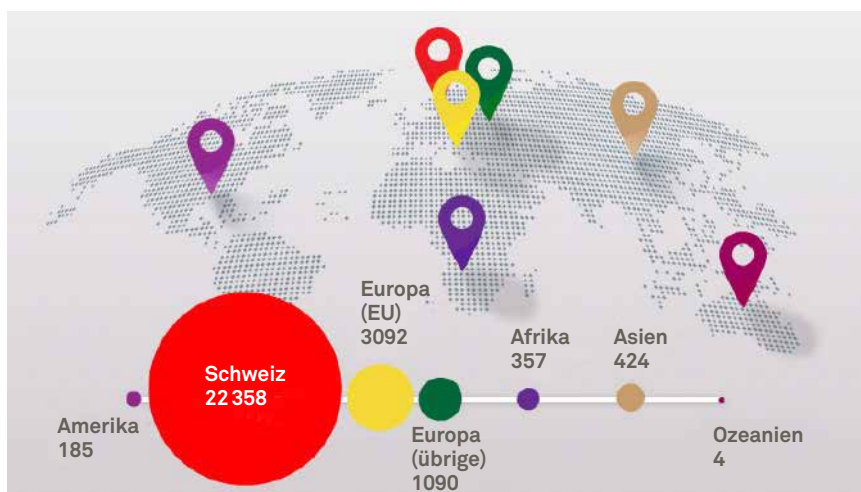 Amerika
185
Schweiz
22 358
Europa
(EU)
3092
Europa
(übrige)
1090
Afrika
357
Asien
424
Ozeanien
4